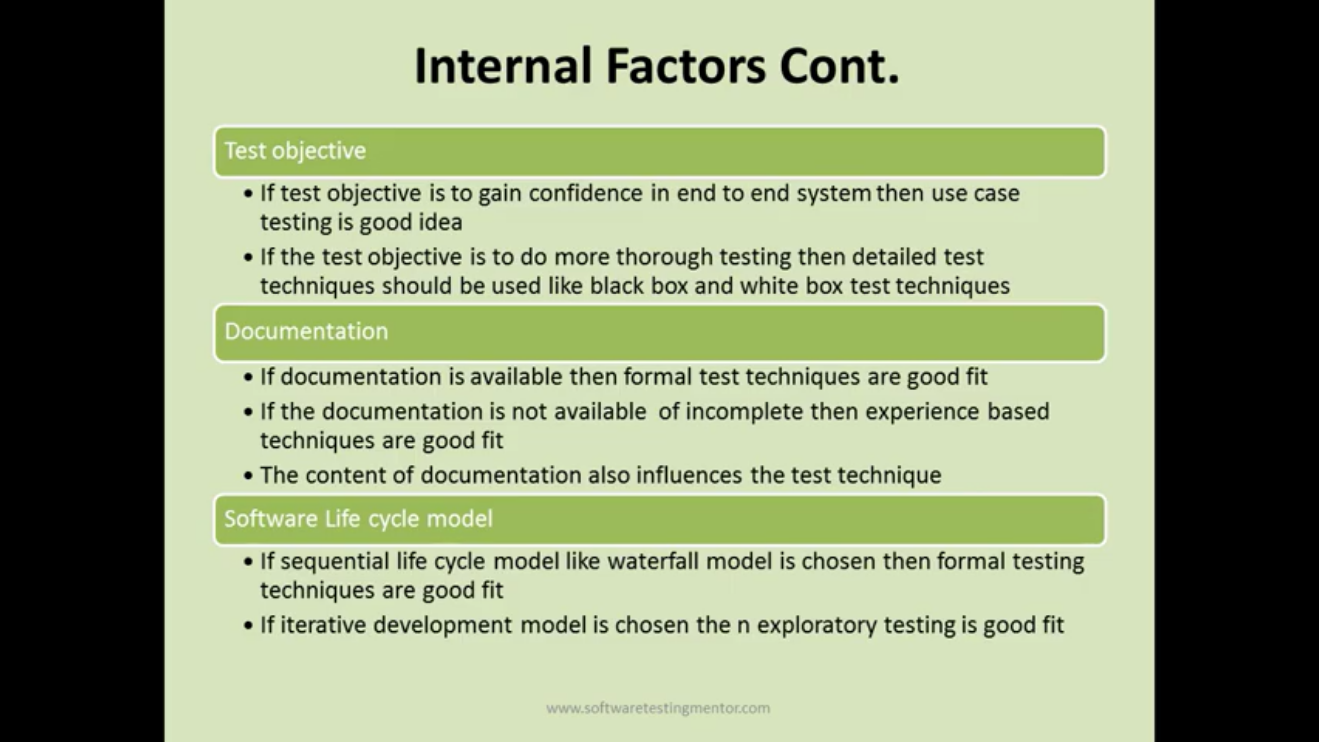 Internal Factors Cont.
Test objective
• If test objective is to gain confidence in end to end system then use case
testing is good idea
• If the test objective is to do more thorough testing then detailed test
techniques should be used like black box and white box test techniques
Documentation
• If documentation is available then formal test techniques are good fit
• If the documentation is not available  of incomplete then experience based
techniques are good fit
• The content of documentation also influences the test technique
Software Life cycle model
• If sequential life cycle model like waterfall model is chosen then formal testing
techniques are good fit
• If iterative development model is chosen the n exploratory testing is good fit
www.softwaretestingmentor.com